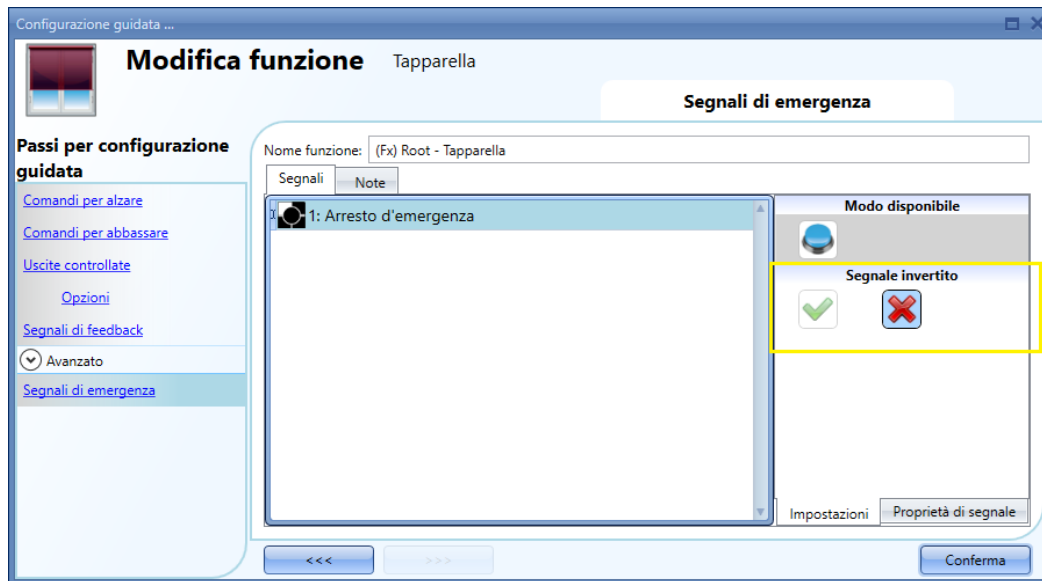 Configurazione guidata ...
Modifica funzione Tapparella
Segnali di emergenza
Passi per configurazione
guidata
Comandi per alzare
Comandi per abbassare
Uscite controllate
Opzioni
Segnali di feedback
Avanzato
Segnali di emergenza
Nome funzione: (Fx) Root - Tapparella
Segnali Note
1: Arresto d'emergenza
Modo disponibile
Segnale invertito
Impostazioni Proprietà di segnale
<<< >>> Conferma